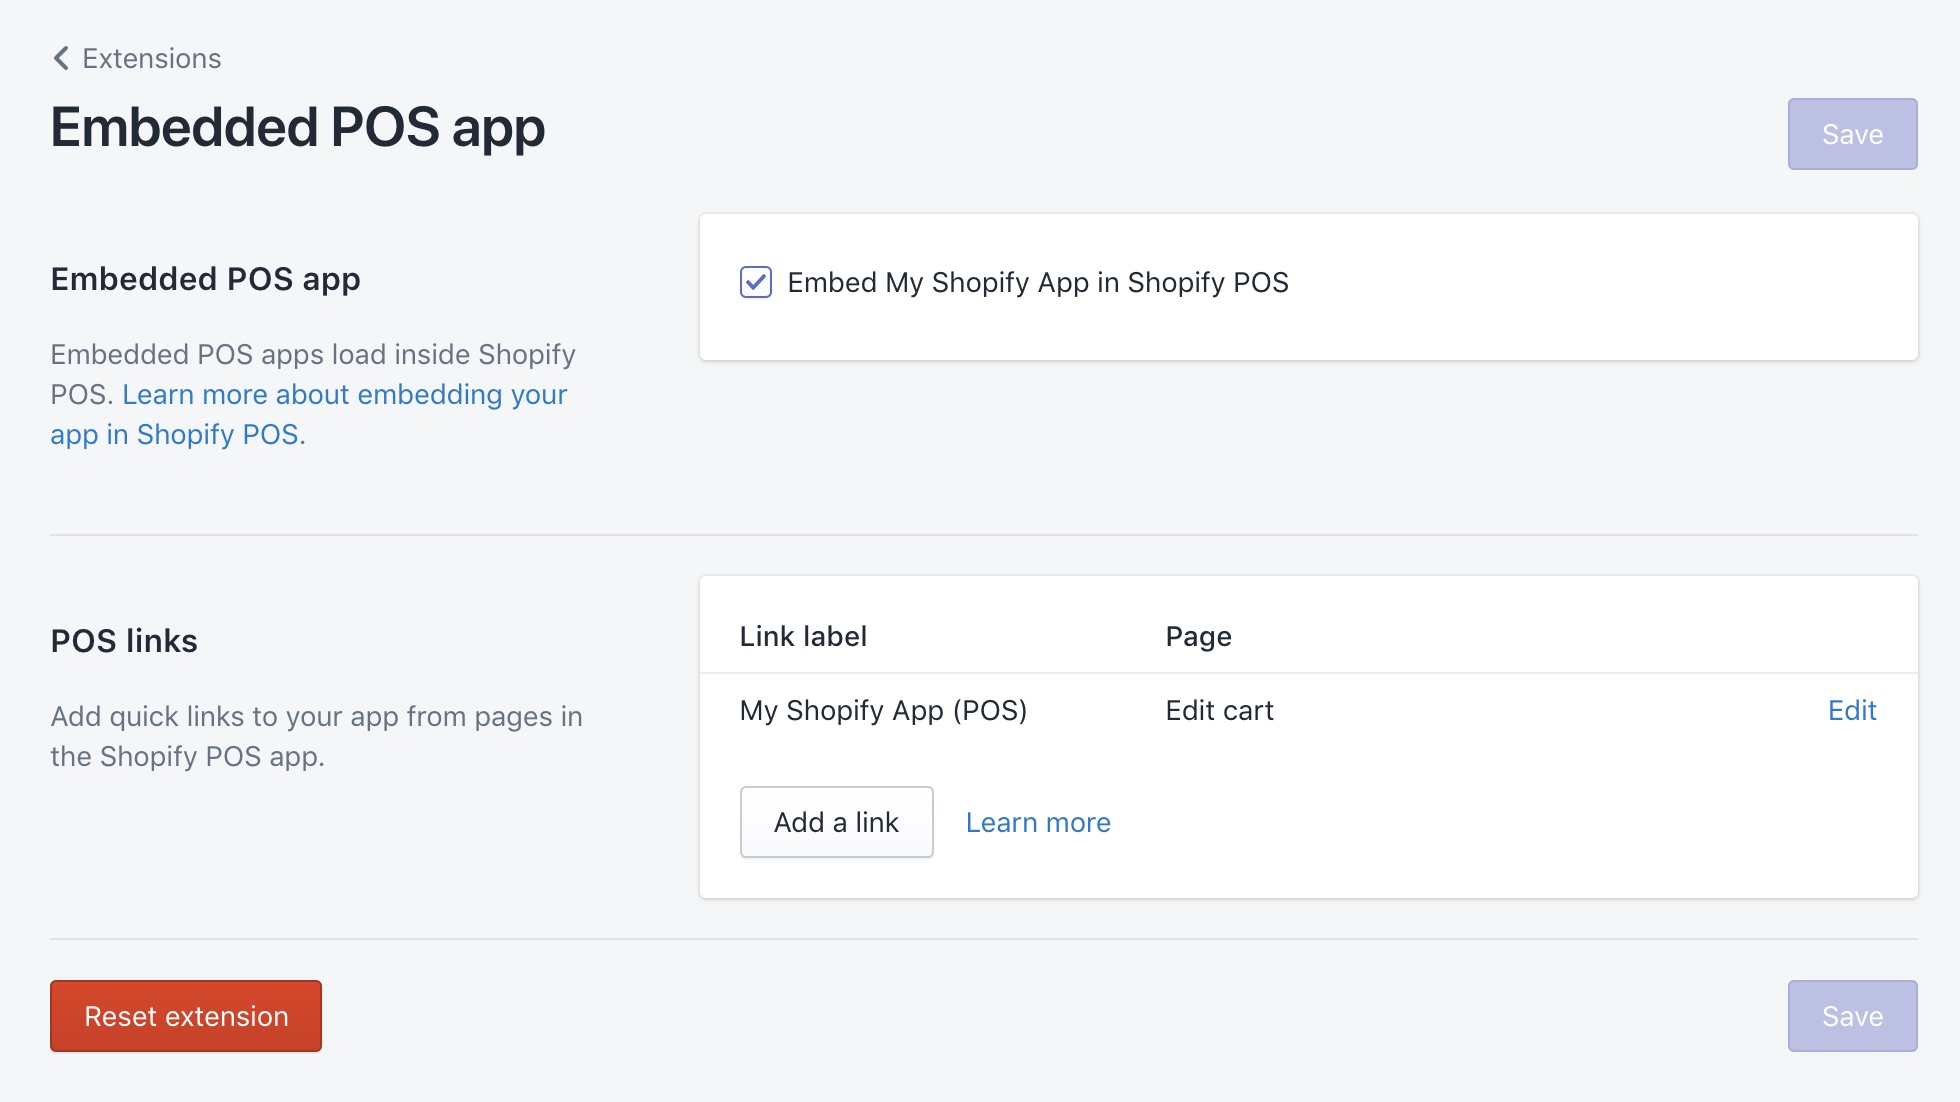 Extensions
Embedded POS app
Save
Embedded POS app
Embedded POS apps load inside Shopify
POS. Learn more about embedding your
app in Shopify POS.
Embed My Shopify App in Shopify POS
POS links
Add quick links to your app from pages in
the Shopify POS app.
Link label Page
My Shopify App (POS) Edit cart Edit
Add a link Learn more
Reset extension Save